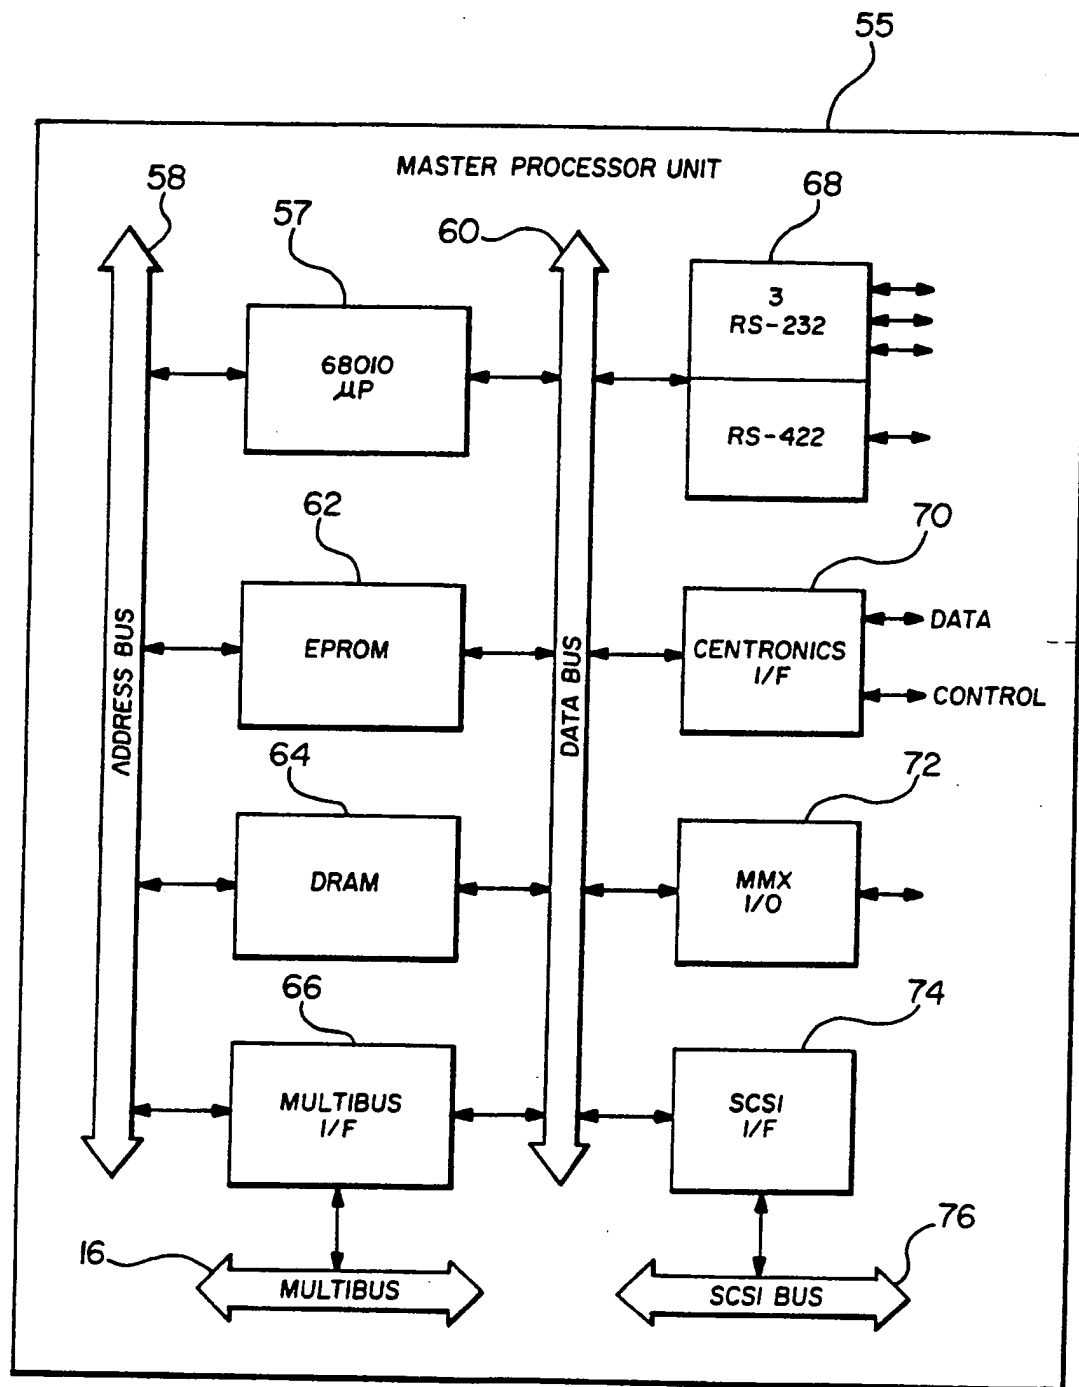 55
MASTER PROCESSOR UNIT
58
57
60
68
68010
μP
3
RS-232
RS-422
62
70
ADDRESS BUS
EPROM
DATA BUS
CENTRONICS
I/F
DATA
CONTROL
64
72
DRAM
MMX
I/O
66
74
MULTIBUS
I/F
SCSI
I/F
16
MULTIBUS
76
SCSI BUS